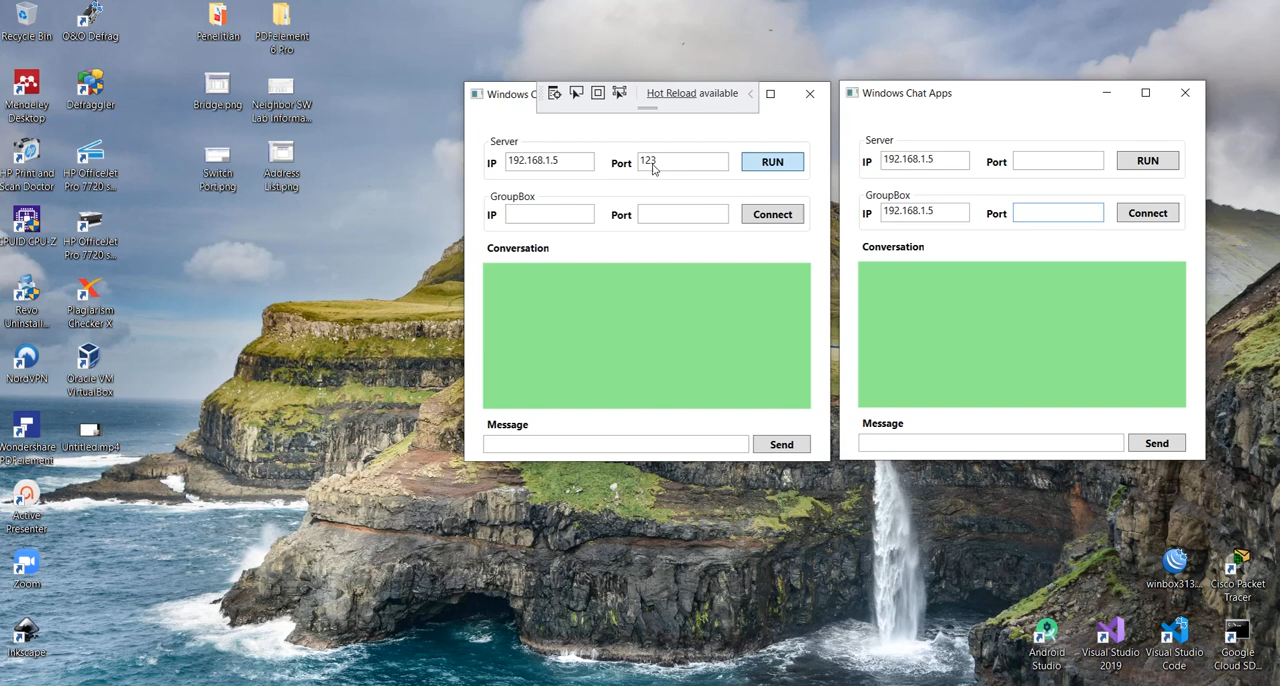 Recycle Bin
O&O Defrag
Penelitian
PDFelement
6 Pro
Mendeley
Desktop
Defraggler
Bridge.png
Neighbor SW
Lab Informa...
HP Print and
Scan Doctor
HP OfficeJet
Pro 7720 s...
Switch
Port.png
Address
List.png
CPUID CPU-Z
HP OfficeJet
Pro 7720 s...
Revo
Uninstall...
Plagiarism
Checker X
NordVPN
Oracle VM
VirtualBox
Wondershare
PDFelement
Untitled.mp4
Active
Presenter
Zoom
Inkscape
Windows C
Hot Reload available
Server
IP 192.168.1.5 Port 123 RUN
GroupBox
IP Port Connect
Conversation
Message
Send
Windows Chat Apps
Server
IP 192.168.1.5 Port RUN
GroupBox
IP 192.168.1.5 Port Connect
Conversation
Message
Send
winbox313...
Cisco Packet
Tracer
Android
Studio
Visual Studio
2019
Visual Studio
Code
Google
Cloud SD...